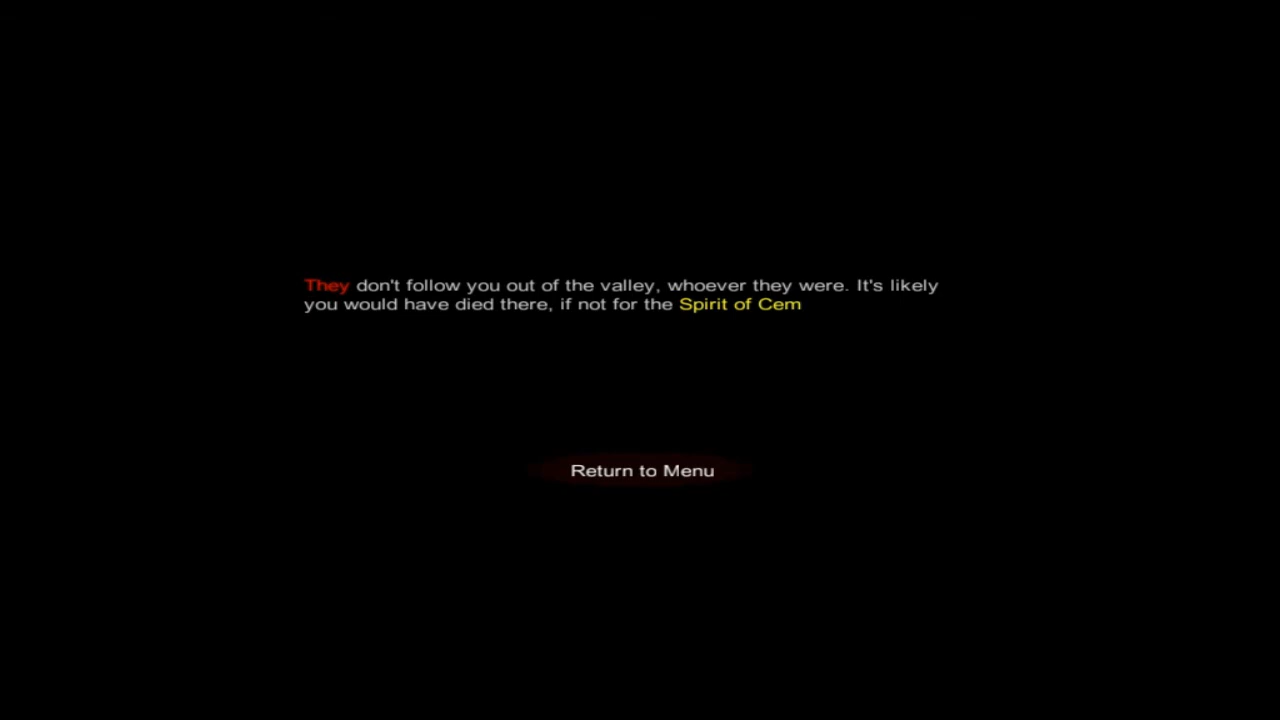 They don't follow you out of the valley, whoever they were. It's likely
you would have died there, if not for the Spirit of Cem
Return to Menu